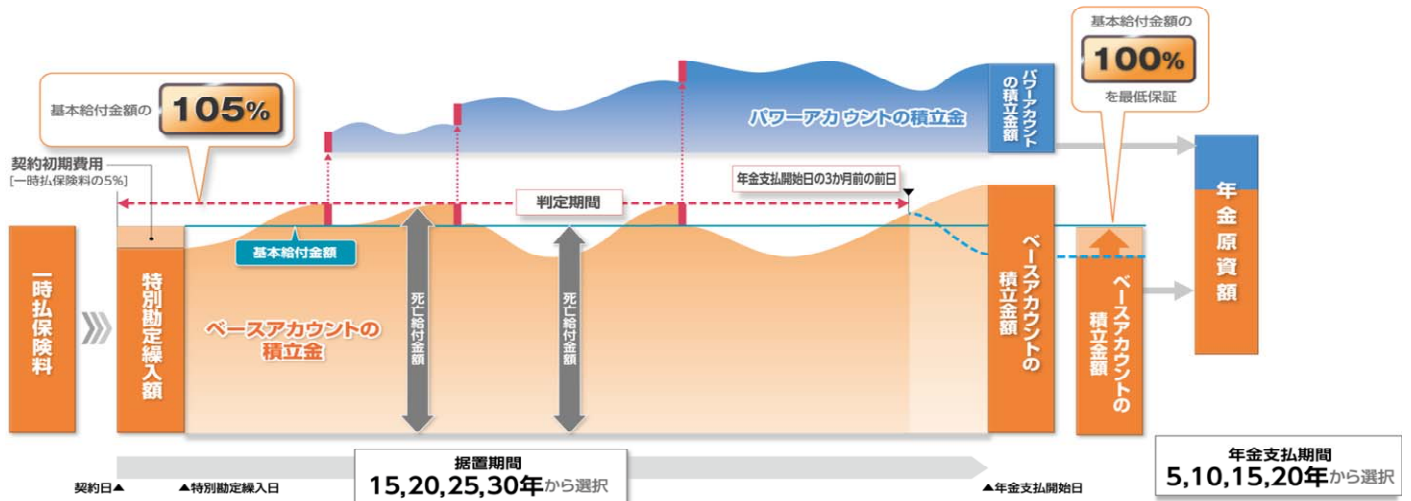 基本給付金額の
105%
契約初期費用
[一時払保険料の5%]
一時払保険料
特別勘定繰入額
基本給付金額
ベースアカウントの
積立金
判定期間
死亡給付金額
死亡給付金額
パワーアカウントの積立金
年金支払開始日の3か月前の前日
パワーアカウント
の積立金額
ベースアカウントの
積立金額
基本給付金額の
100%
を最低保証
ベースアカウントの
積立金額
年金原資額
契約日▲
▲特別勘定繰入日
据置期間
15,20,25,30年から選択
▲年金支払開始日
年金支払期間
5,10,15,20年から選択